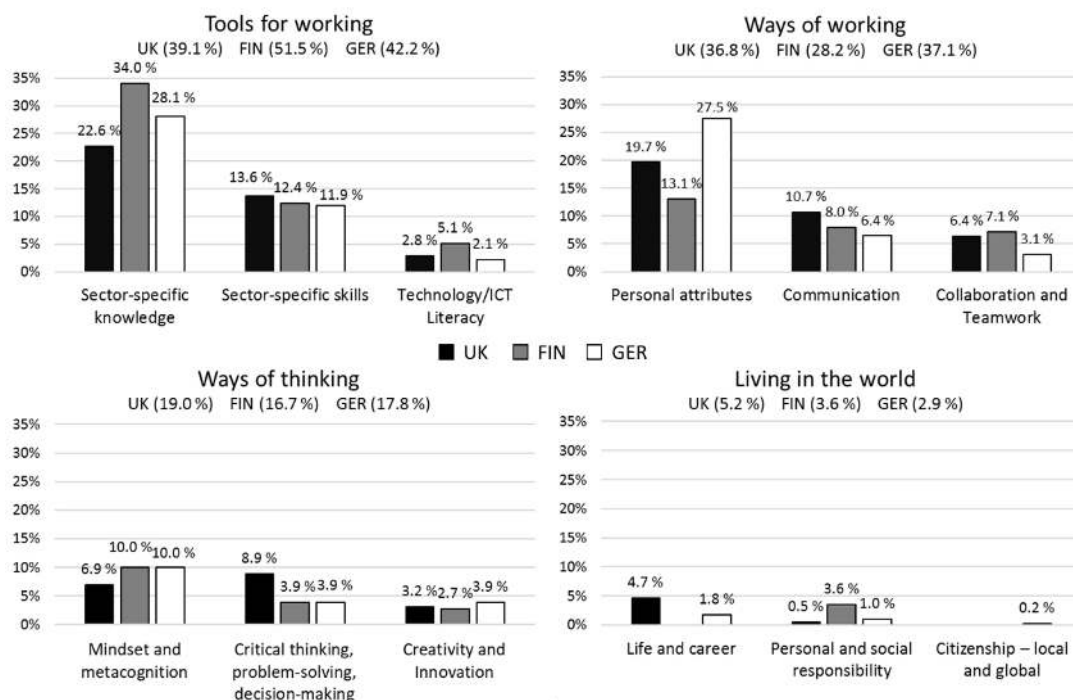 Tools for working
UK (39.1 %) FIN (51.5 %) GER (42.2 %)
35%
30%
25%
20%
15%
10%
5%
0%
22.6 %
34.0 %
28.1 %
13.6 %
12.4 %
11.9 %
2.8 %
5.1 %
2.1 %
Sector-specific
knowledge
Sector-specific skills
Technology/ICT
Literacy
Ways of working
UK (36.8 %) FIN (28.2 %) GER (37.1 %)
35%
30%
25%
20%
15%
10%
5%
0%
19.7 %
13.1 %
27.5 %
10.7 %
8.0 %
6.4 %
6.4 %
7.1 %
3.1 %
Personal attributes
Communication
Collaboration and
Teamwork
UK FIN GER
Ways of thinking
UK (19.0 %) FIN (16.7 %) GER (17.8 %)
35%
30%
25%
20%
15%
10%
5%
0%
6.9 %
10.0 %
10.0 %
8.9 %
3.9 %
3.9 %
3.2 %
2.7 %
3.9 %
Mindset and
metacognition
Critical thinking,
problem-solving,
decision-making
Creativity and
Innovation
Living in the world
UK (5.2 %) FIN (3.6 %) GER (2.9 %)
35%
30%
25%
20%
15%
10%
5%
0%
4.7 %
1.8 %
0.5 %
3.6 %
1.0 %
0.2 %
Life and career
Personal and social
responsibility
Citizenship – local
and global